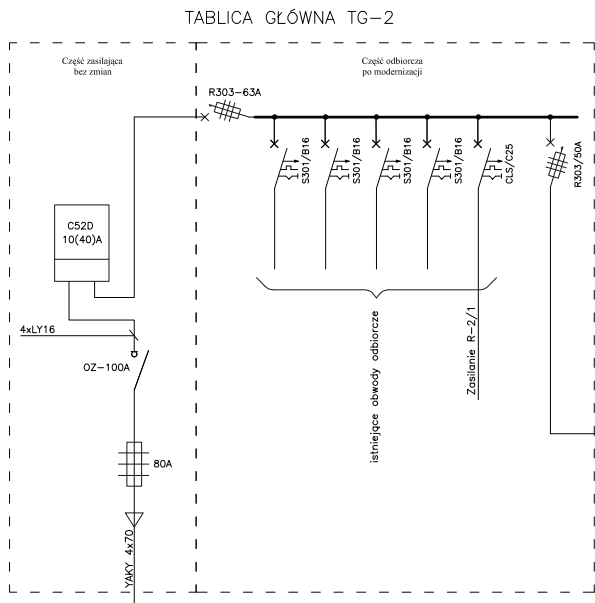 TABLICA GŁÓWNA TG-2
Część zasilająca
bez zmian
Część odbiorcza
po modernizacji
R303-63A
S301/B16
S301/B16
S301/B16
S301/B16
CLS/C25
R303/50A
C52D
10(40)A
4xLY16
OZ-100A
80A
YAKY 4x70
istniejące obwody odbiorcze
Zasilanie R-2/1